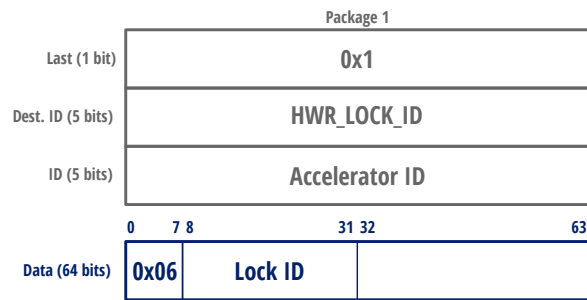 Package 1
Last (1 bit) 0x1
Dest. ID (5 bits) HWR_LOCK_ID
ID (5 bits) Accelerator ID
0 7 8 31 32 63
Data (64 bits) 0x06 Lock ID